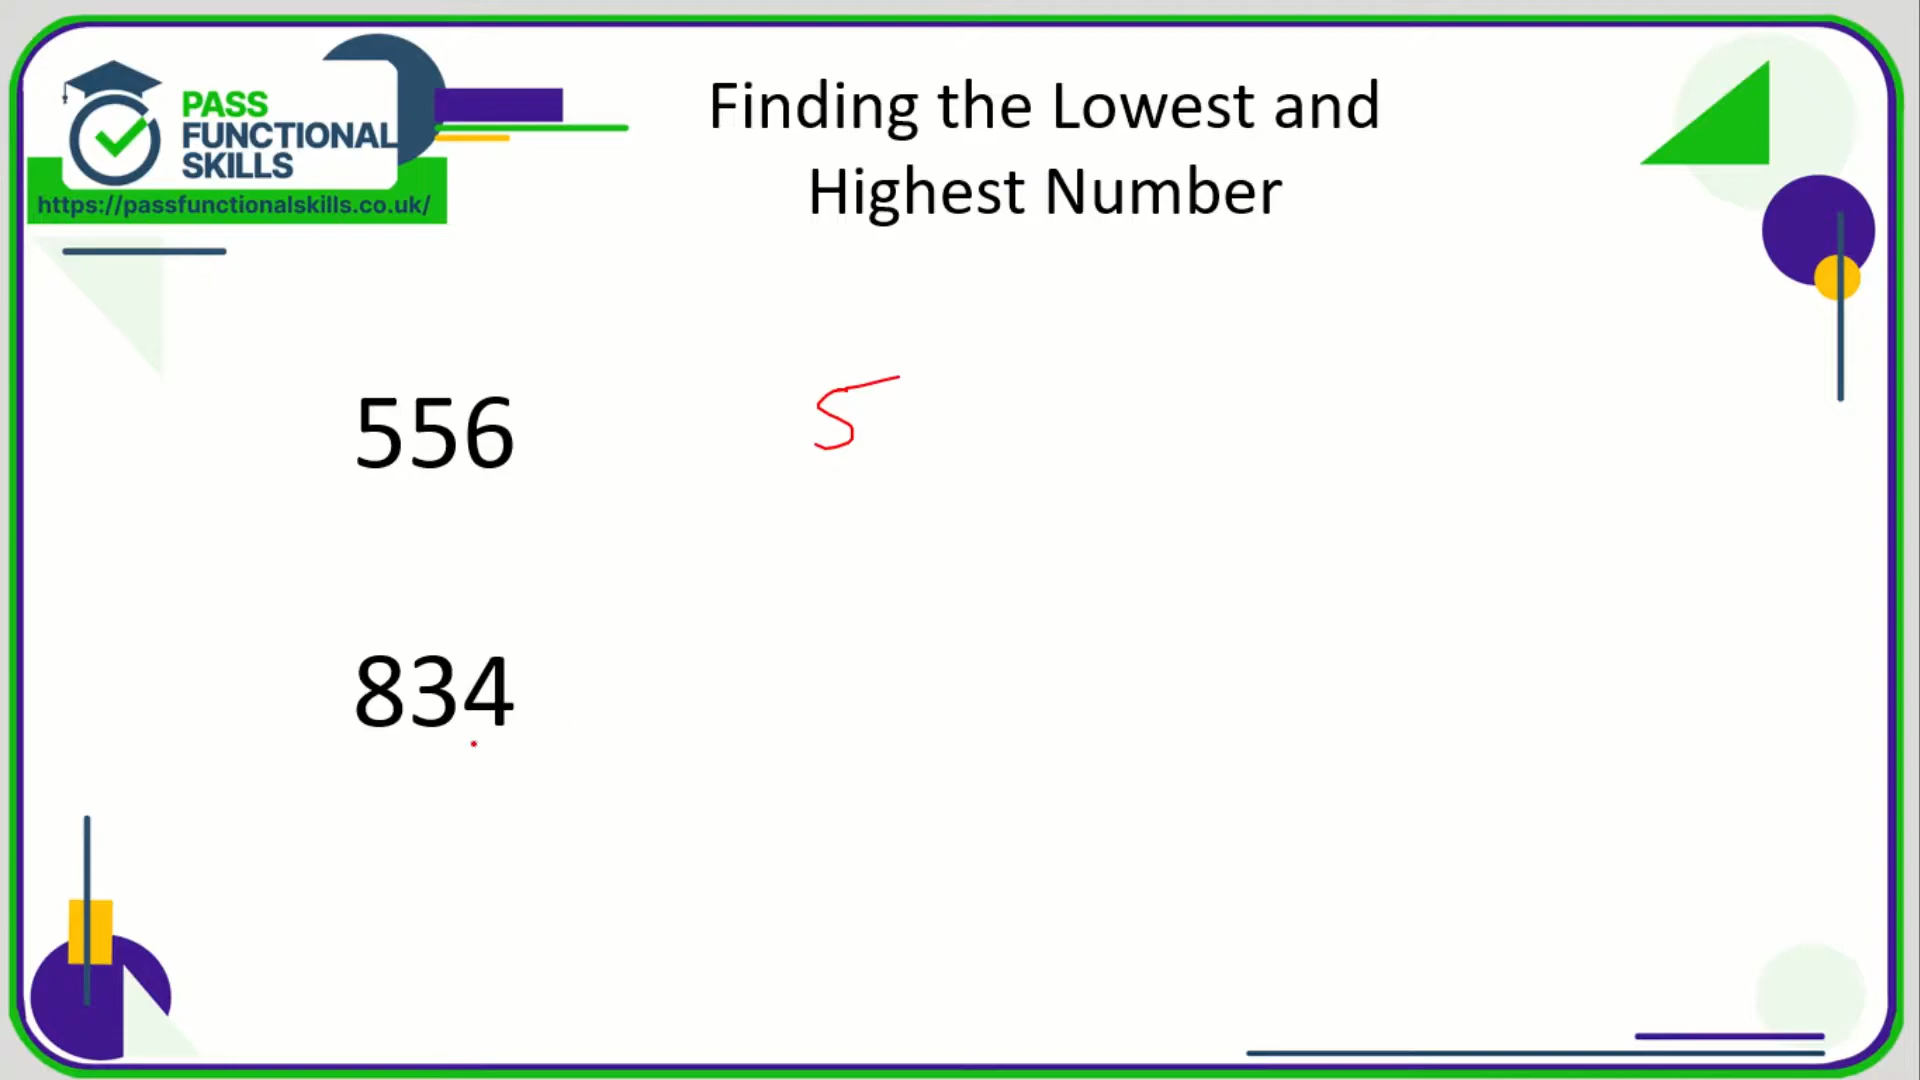 PASS
FUNCTIONAL
SKILLS
https://passfunctionalskills.co.uk/
Finding the Lowest and
Highest Number
556
5
834